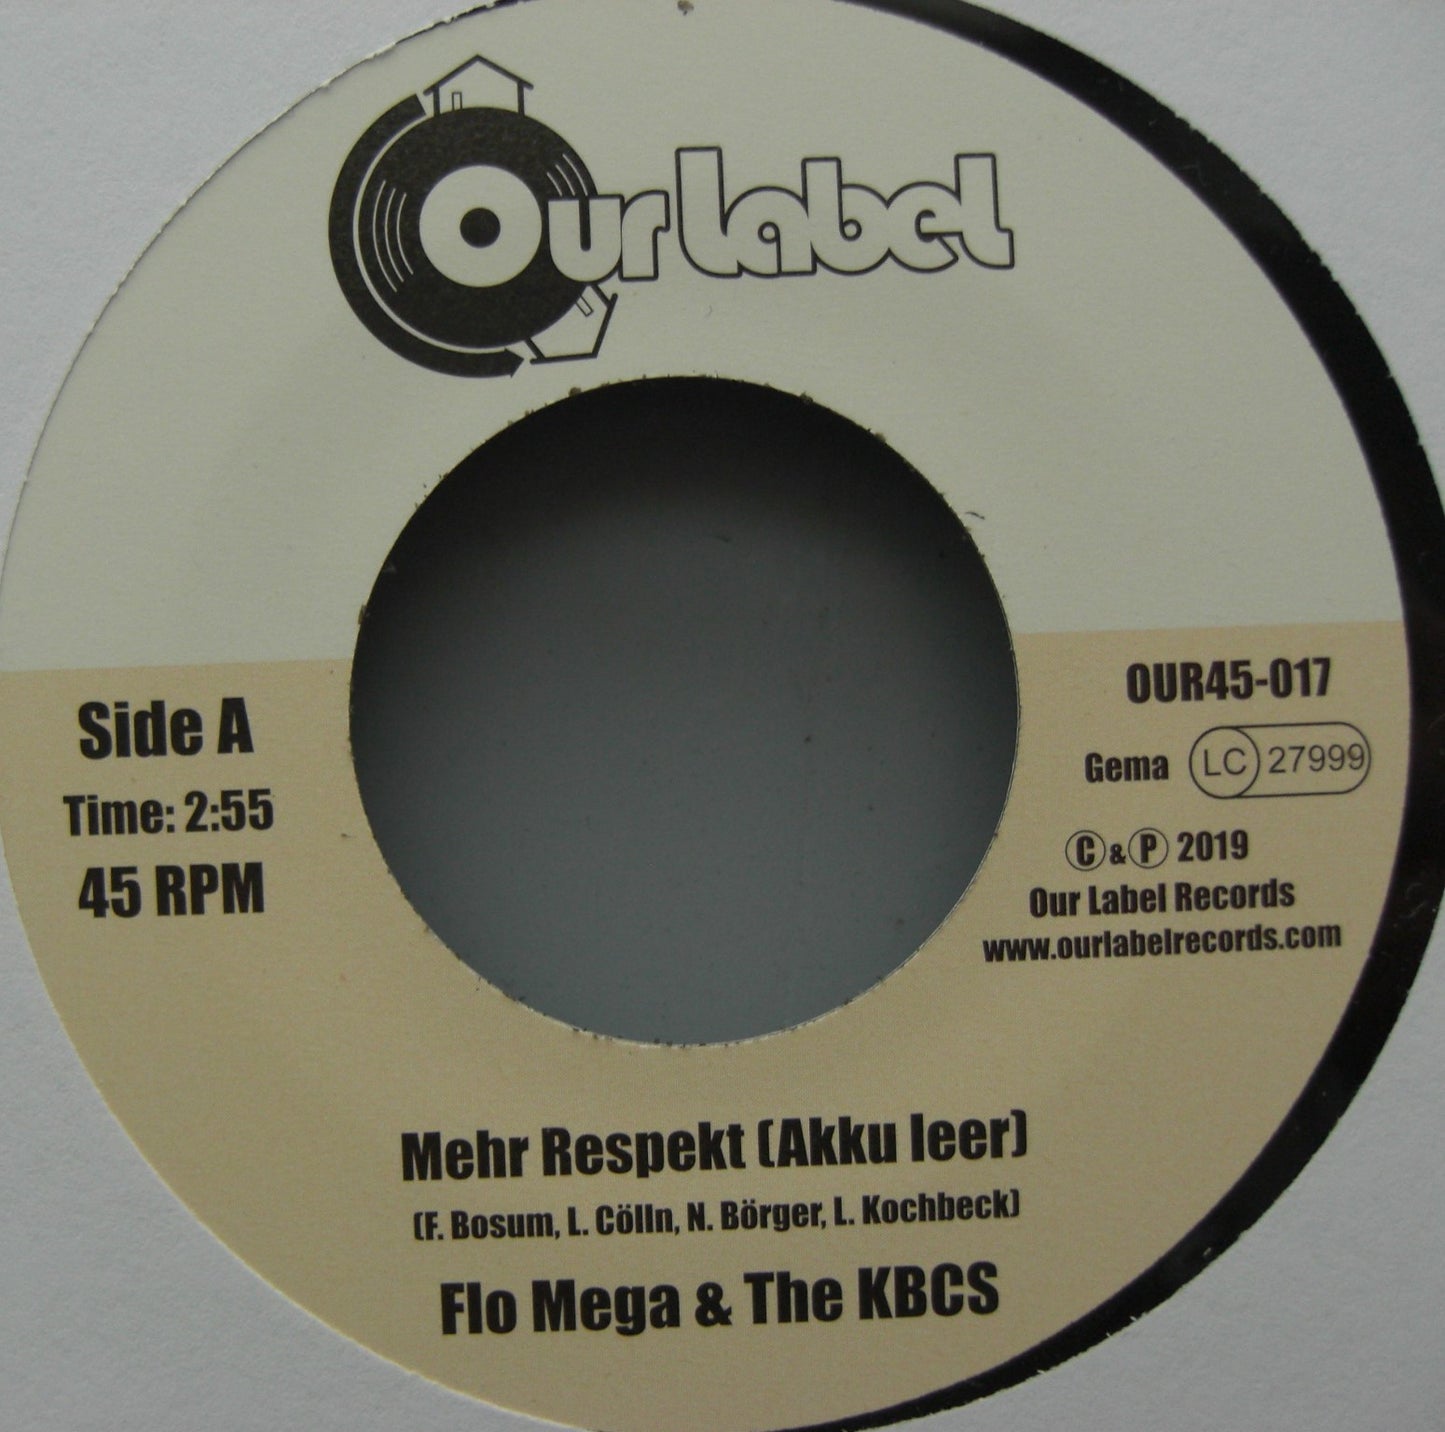 Our Label
Side A
Time: 2:55
45 RPM
OUR45-017
Gema LC 27999
Ⓒ & Ⓟ 2019
Our Label Records
www.ourlabelrecords.com
Mehr Respekt (Akku leer)
(F. Bosum, L. Cölln, N. Börger, L. Kochbeck)
Flo Mega & The KBCS